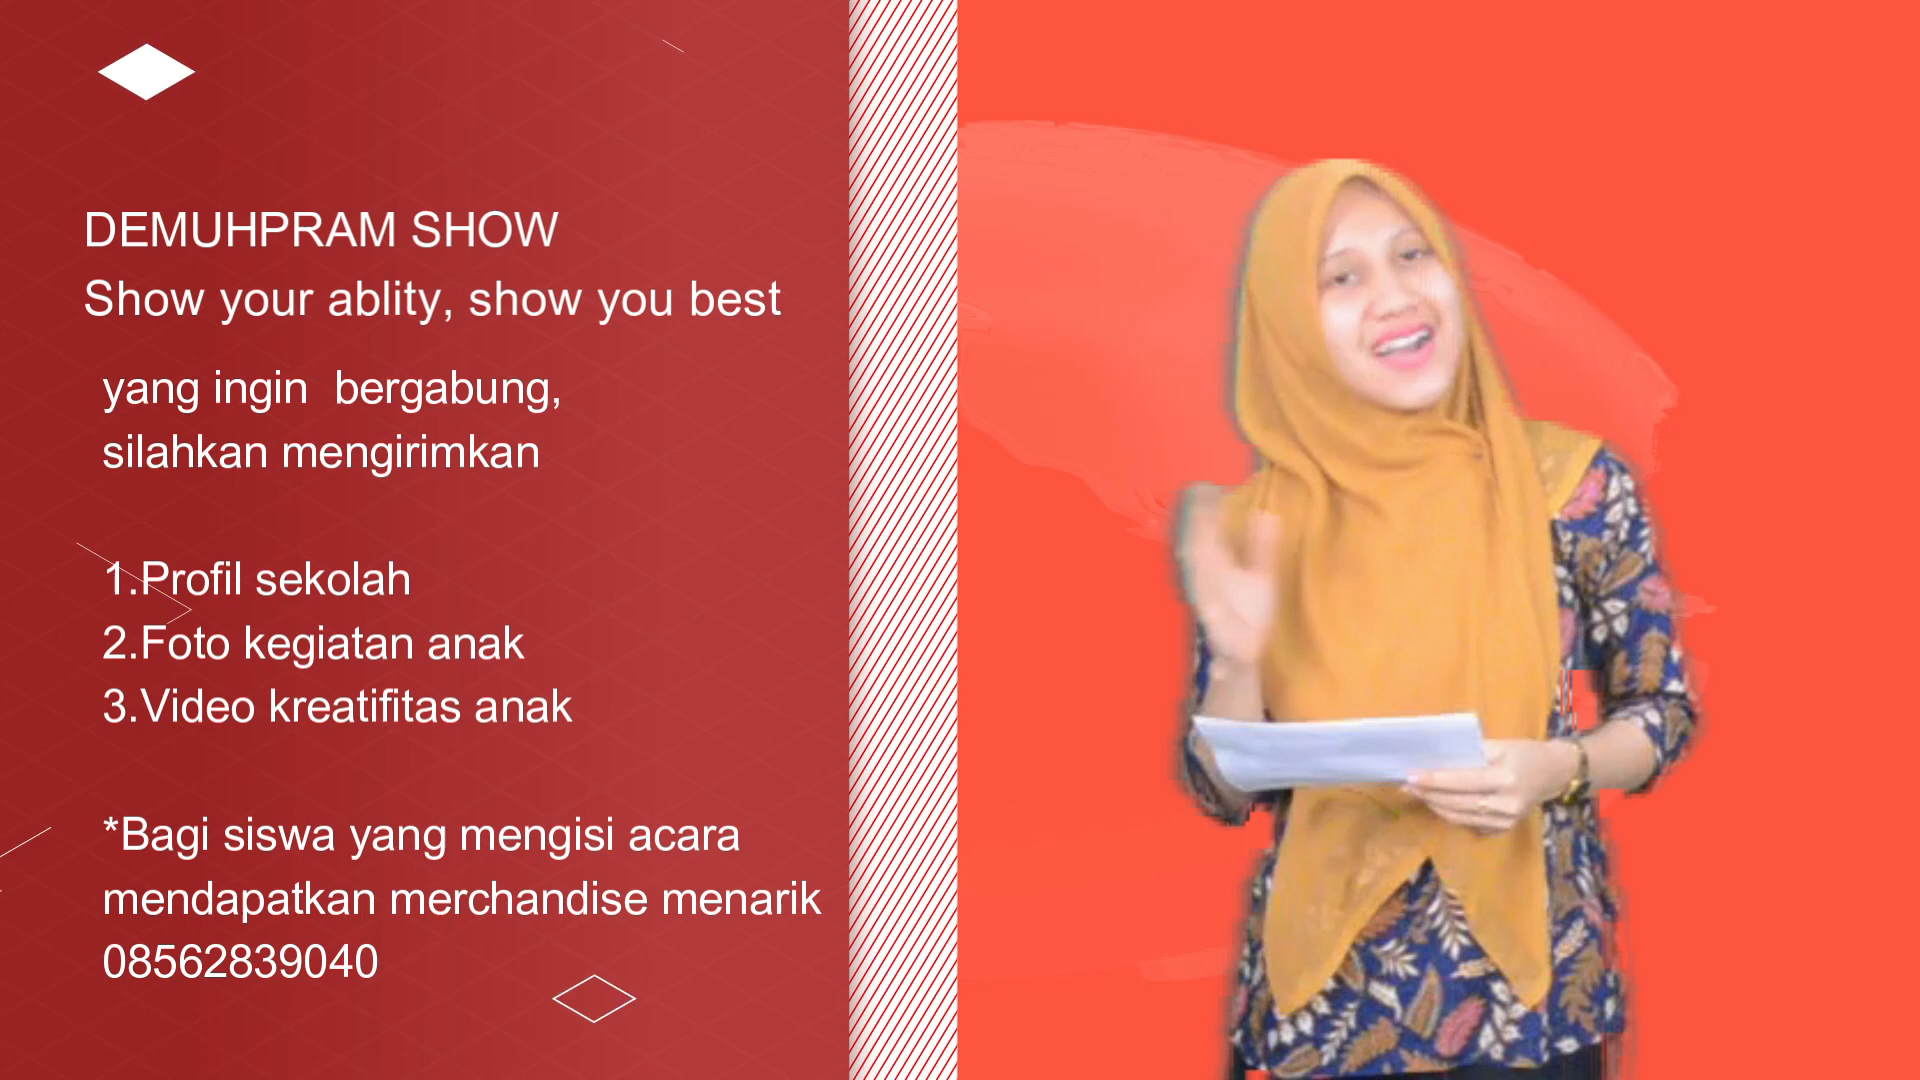 DEMUHPRAM SHOW
Show your ablity, show you best
yang ingin  bergabung,
silahkan mengirimkan
1.Profil sekolah
2.Foto kegiatan anak
3.Video kreatifitas anak
*Bagi siswa yang mengisi acara
mendapatkan merchandise menarik
08562839040